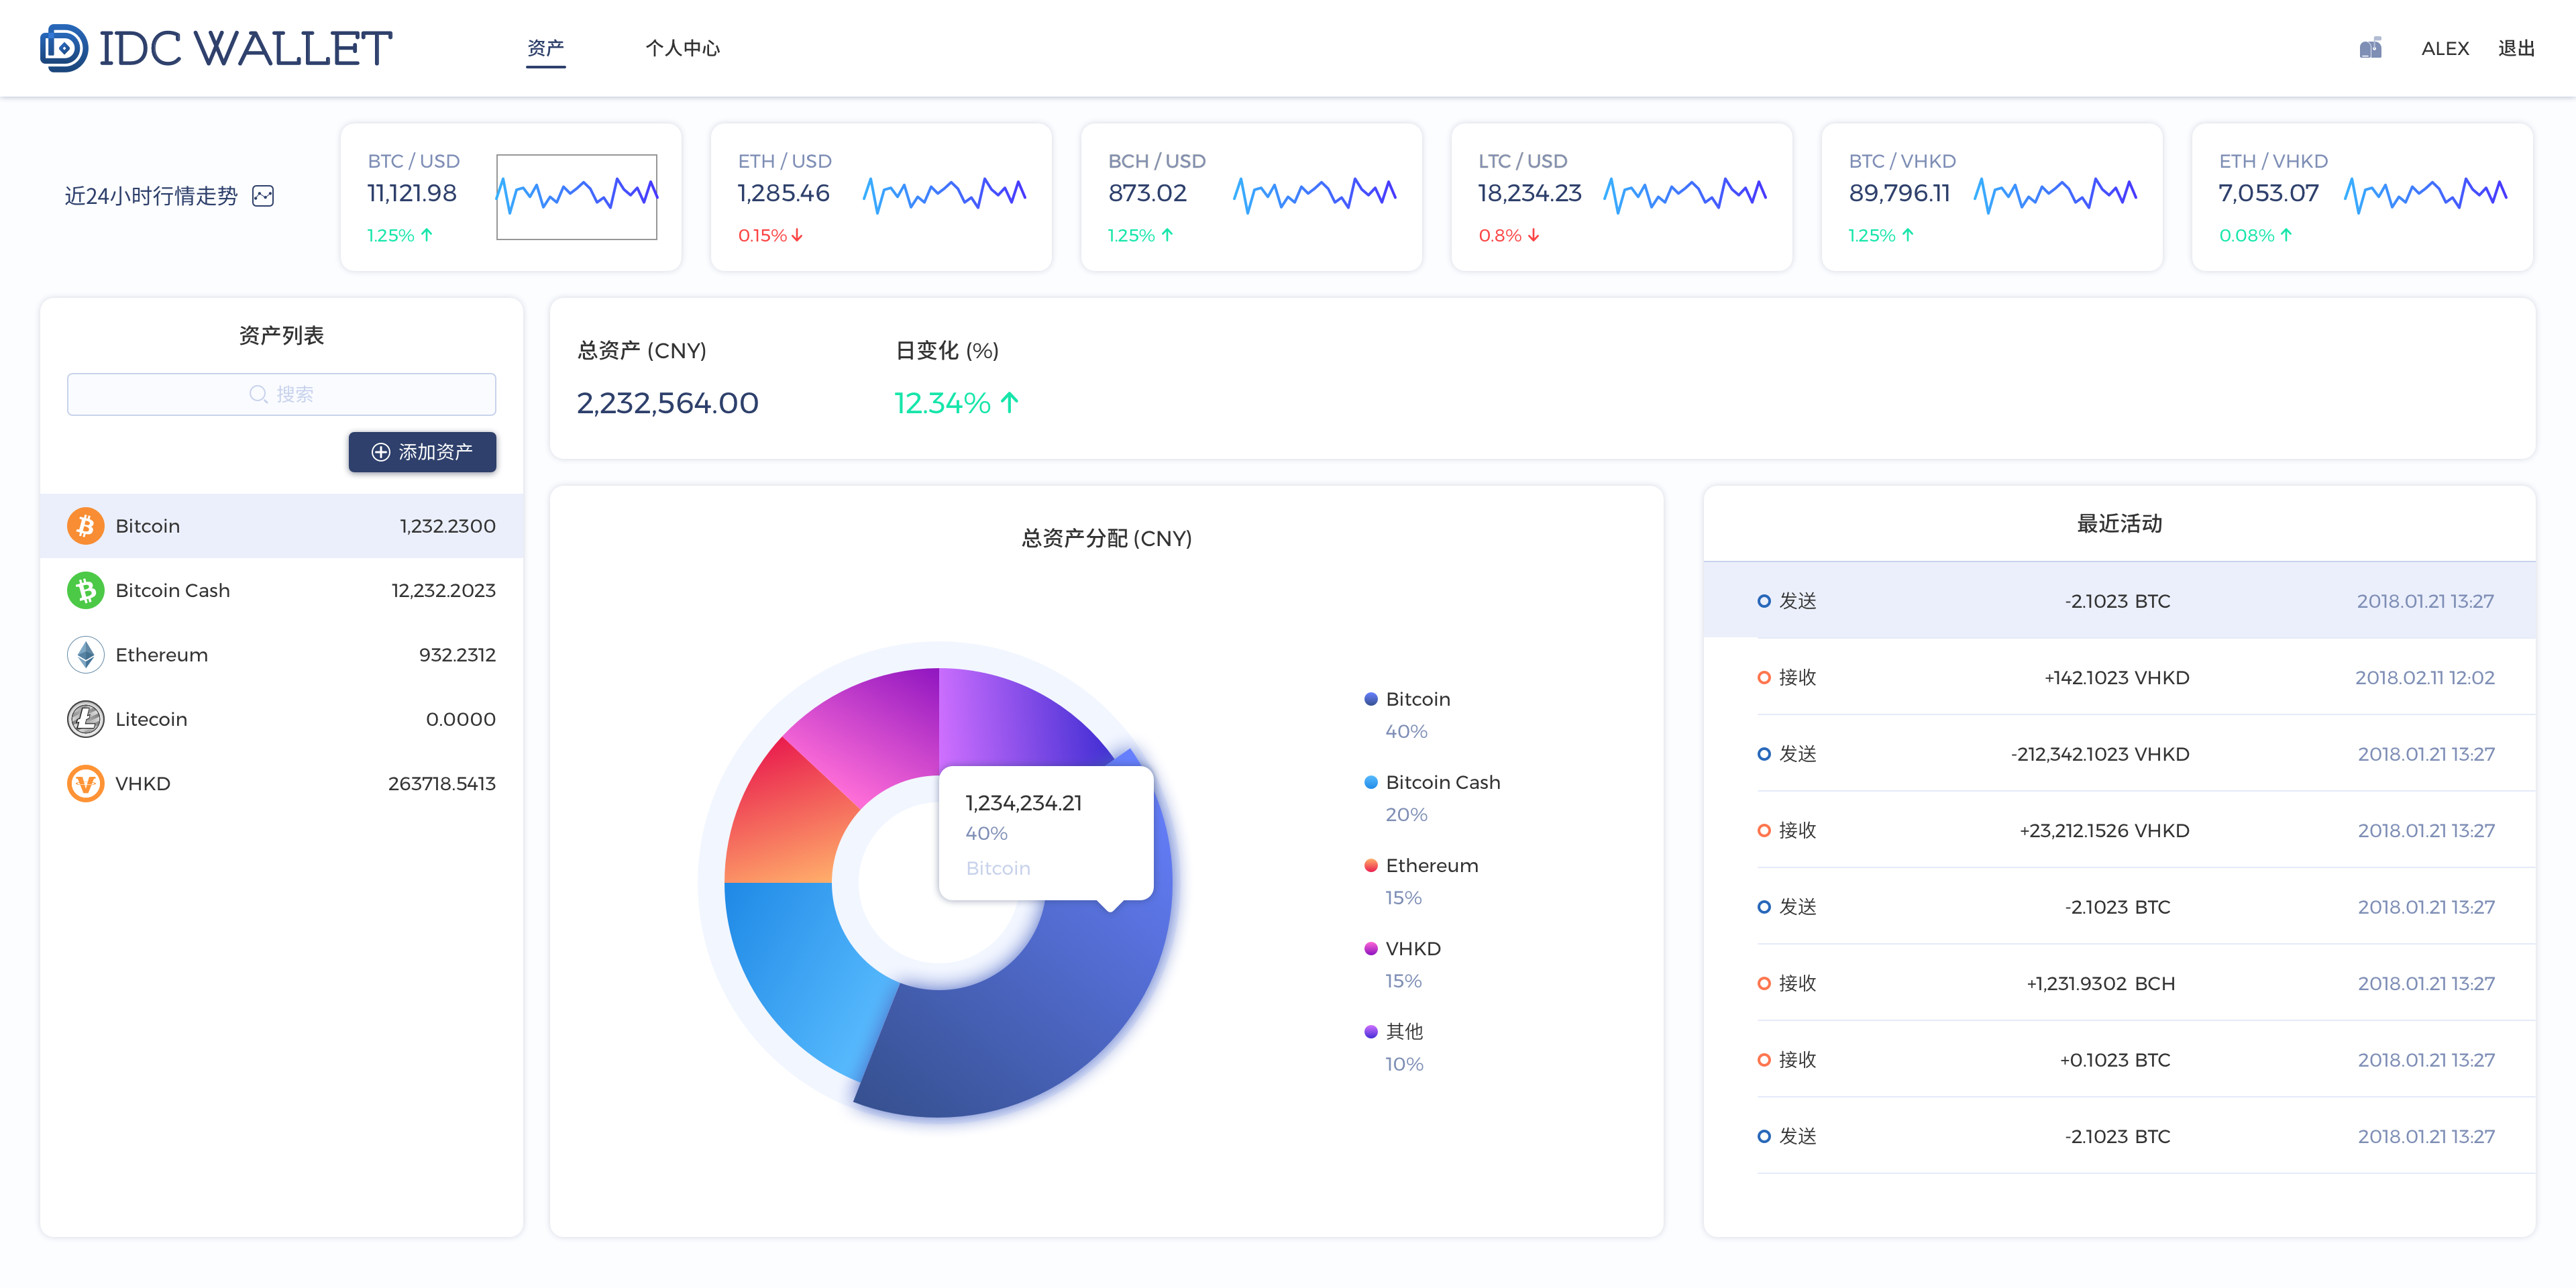 IDC WALLET
资产
个人中心
ALEX
退出
近24小时行情走势
BTC / USD
11,121.98
1.25%
ETH / USD
1,285.46
0.15%
BCH / USD
873.02
1.25%
LTC / USD
18,234.23
0.8%
BTC / VHKD
89,796.11
1.25%
ETH / VHKD
7,053.07
0.08%
资产列表
搜索
添加资产
Bitcoin 1,232.2300
Bitcoin Cash 12,232.2023
Ethereum 932.2312
Litecoin 0.0000
VHKD 263718.5413
总资产 (CNY)
2,232,564.00
日变化 (%)
12.34%
总资产分配 (CNY)
1,234,234.21
40%
Bitcoin
Bitcoin
40%
Bitcoin Cash
20%
Ethereum
15%
VHKD
15%
其他
10%
最近活动
发送 -2.1023 BTC 2018.01.21 13:27
接收 +142.1023 VHKD 2018.02.11 12:02
发送 -212,342.1023 VHKD 2018.01.21 13:27
接收 +23,212.1526 VHKD 2018.01.21 13:27
发送 -2.1023 BTC 2018.01.21 13:27
接收 +1,231.9302 BCH 2018.01.21 13:27
接收 +0.1023 BTC 2018.01.21 13:27
发送 -2.1023 BTC 2018.01.21 13:27